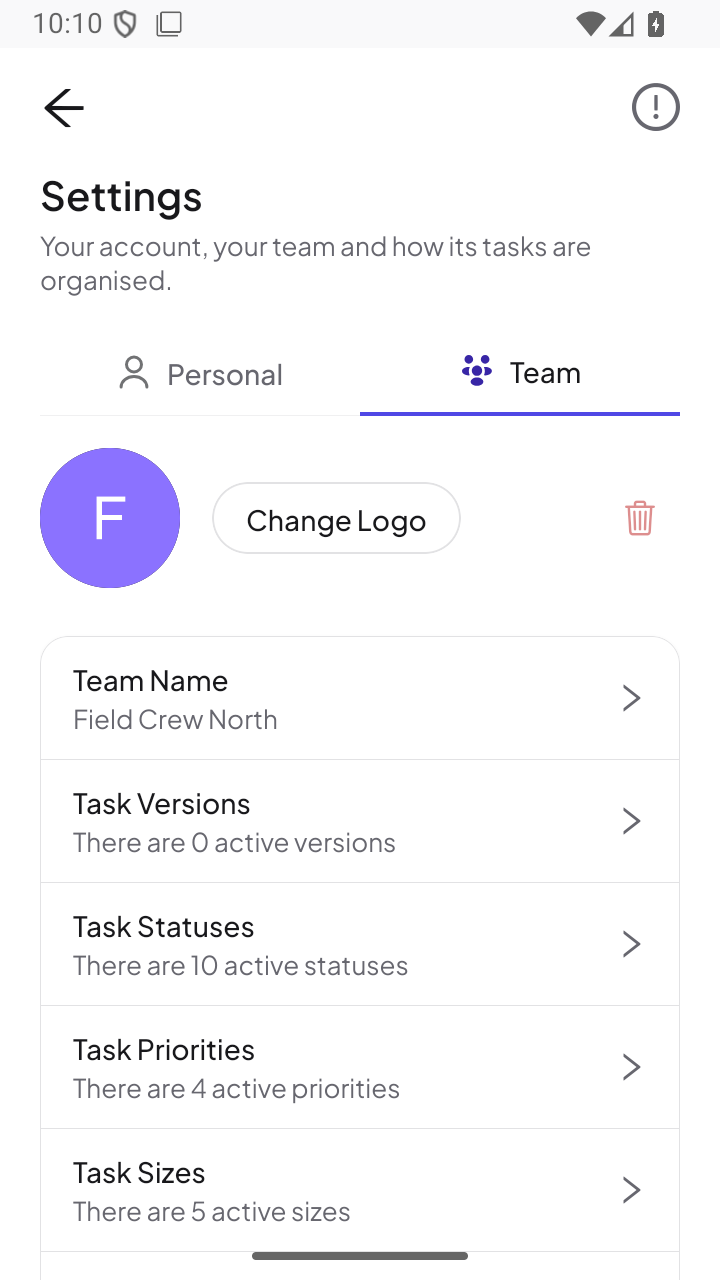 10:10
Settings
Your account, your team and how its tasks are
organised.
Personal
Team
F
Change Logo
Team Name
Field Crew North
Task Versions
There are 0 active versions
Task Statuses
There are 10 active statuses
Task Priorities
There are 4 active priorities
Task Sizes
There are 5 active sizes